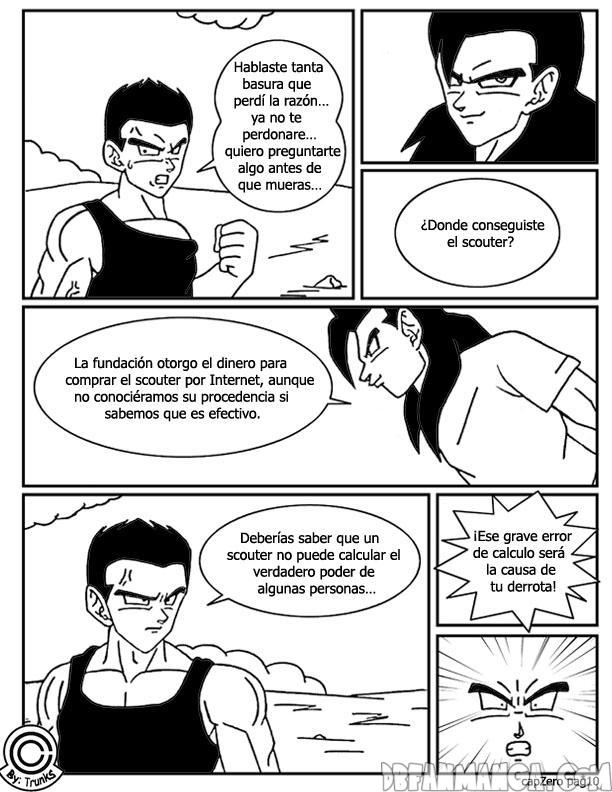 Hablaste tanta
basura que
perdí la razón...
ya no te
perdonare...
quiero preguntarte
algo antes de
que mueras...
¿Donde conseguiste
el scouter?
La fundación otorgo el dinero para
comprar el scouter por Internet, aunque
no conociéramos su procedencia si
sabemos que es efectivo.
Deberías saber que un
scouter no puede calcular el
verdadero poder de
algunas personas...
¡Ese grave error
de calculo será
la causa de
tu derrota!
By: Trunks
capZero pag10
DBFANMANGA.COM